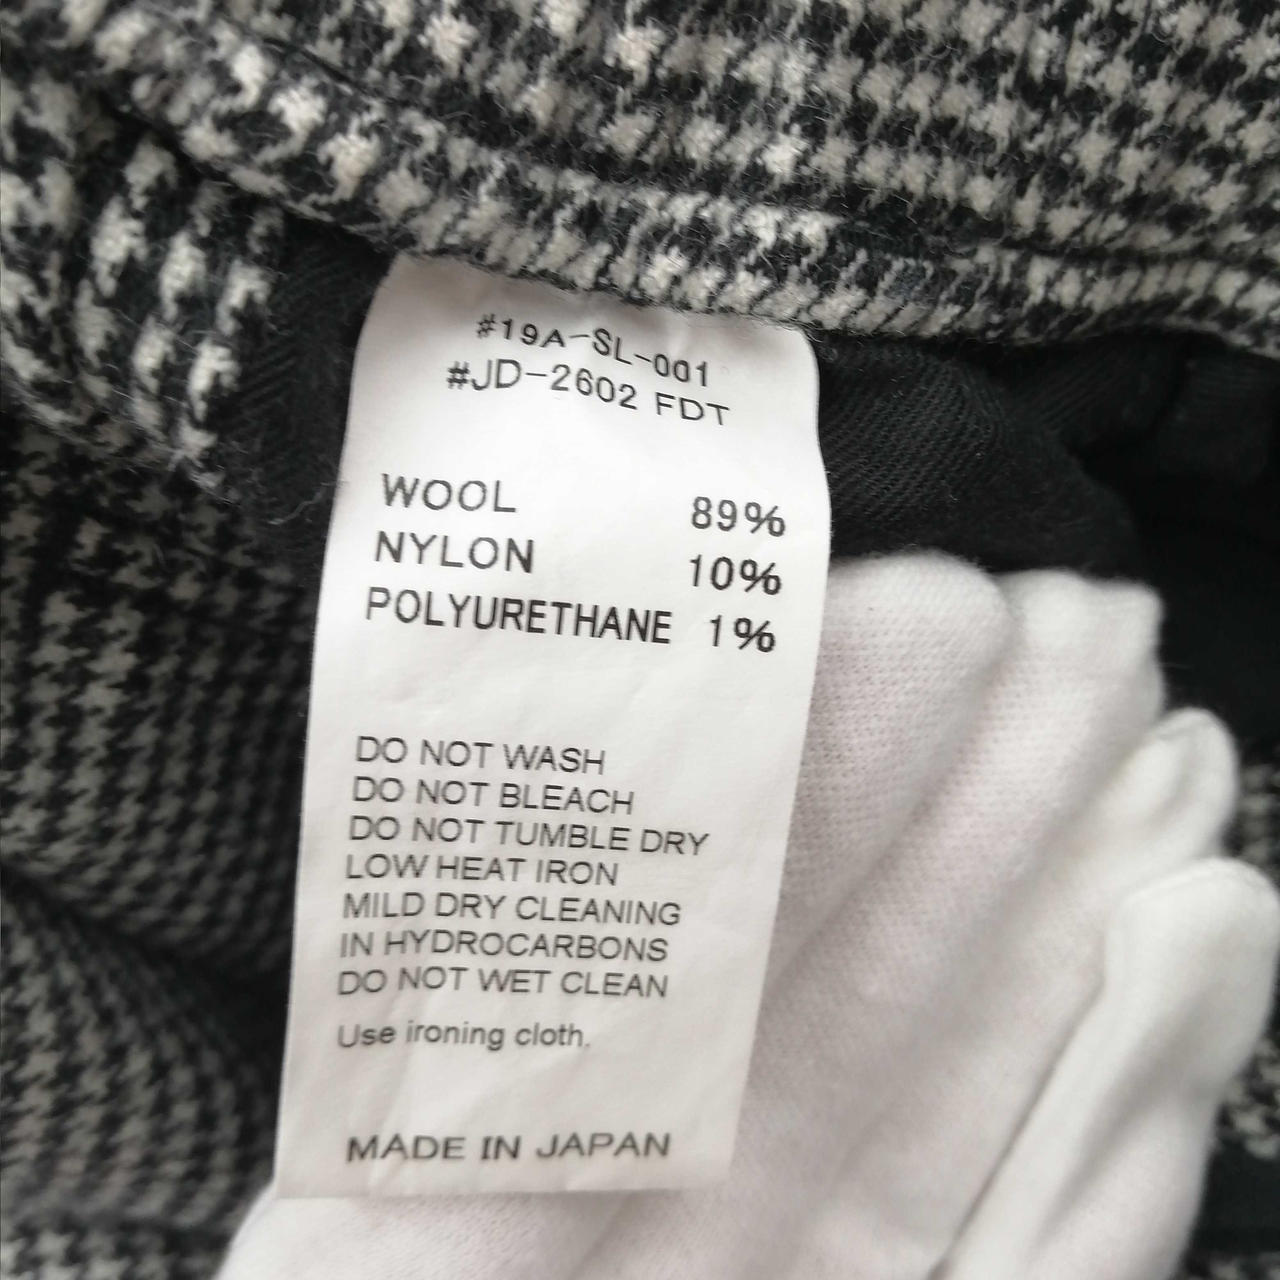 #19A-SL-001
#JD-2602 FDT
WOOL 89%
NYLON 10%
POLYURETHANE 1%
DO NOT WASH
DO NOT BLEACH
DO NOT TUMBLE DRY
LOW HEAT IRON
MILD DRY CLEANING
IN HYDROCARBONS
DO NOT WET CLEAN
Use ironing cloth.
MADE IN JAPAN